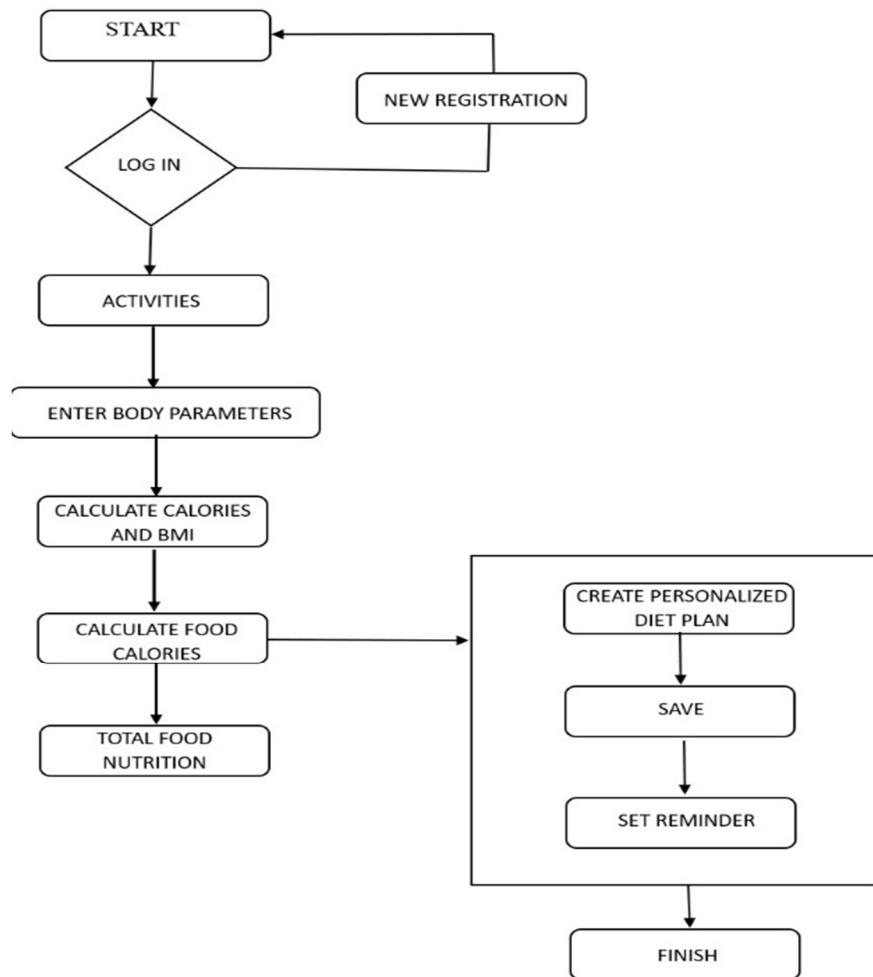 START
NEW REGISTRATION
LOG IN
ACTIVITIES
ENTER BODY PARAMETERS
CALCULATE CALORIES
AND BMI
CALCULATE FOOD
CALORIES
TOTAL FOOD
NUTRITION
CREATE PERSONALIZED
DIET PLAN
SAVE
SET REMINDER
FINISH